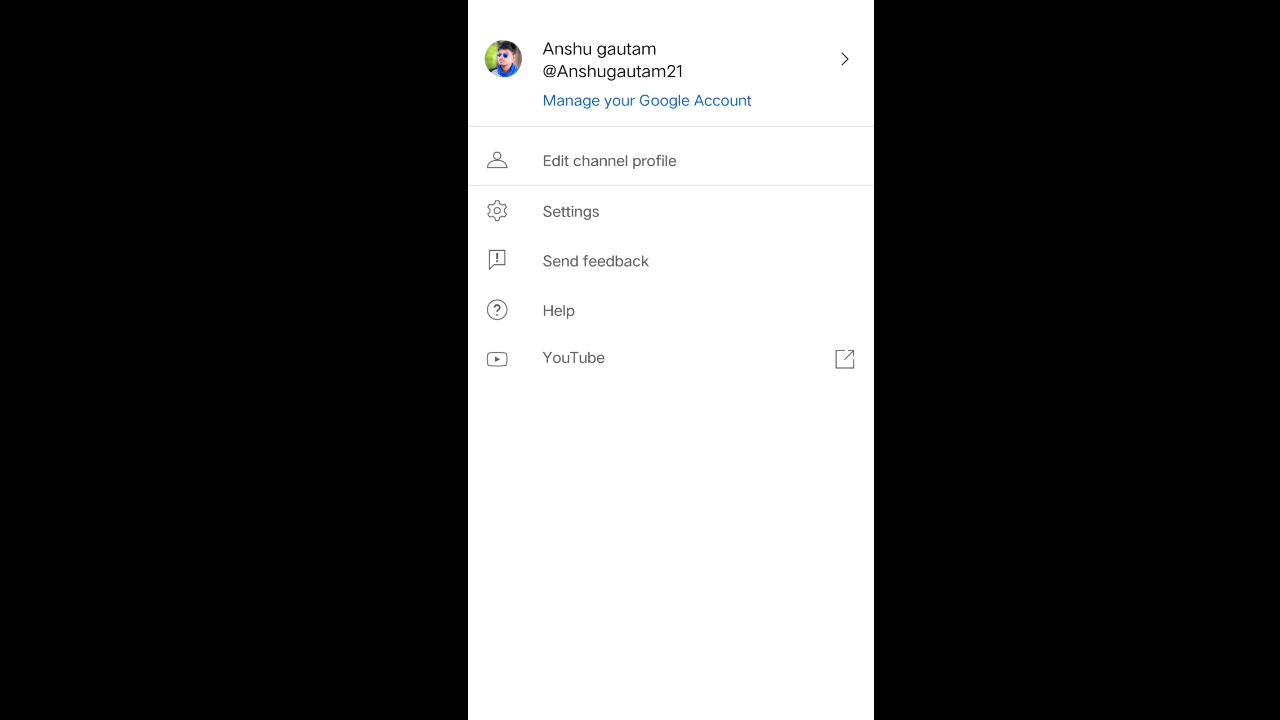 Anshu gautam
@Anshugautam21
Manage your Google Account
Edit channel profile
Settings
Send feedback
Help
YouTube